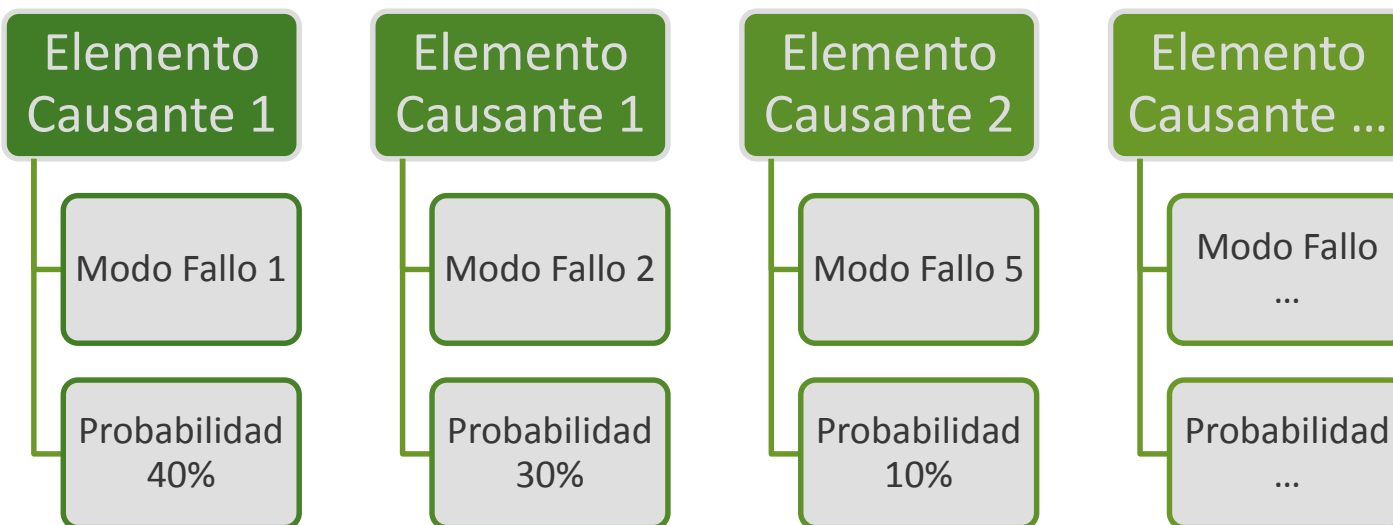 Elemento
Causante 1
Modo Fallo 1
Probabilidad
40%
Elemento
Causante 1
Modo Fallo 2
Probabilidad
30%
Elemento
Causante 2
Modo Fallo 5
Probabilidad
10%
Elemento
Causante ...
Modo Fallo
...
Probabilidad
...